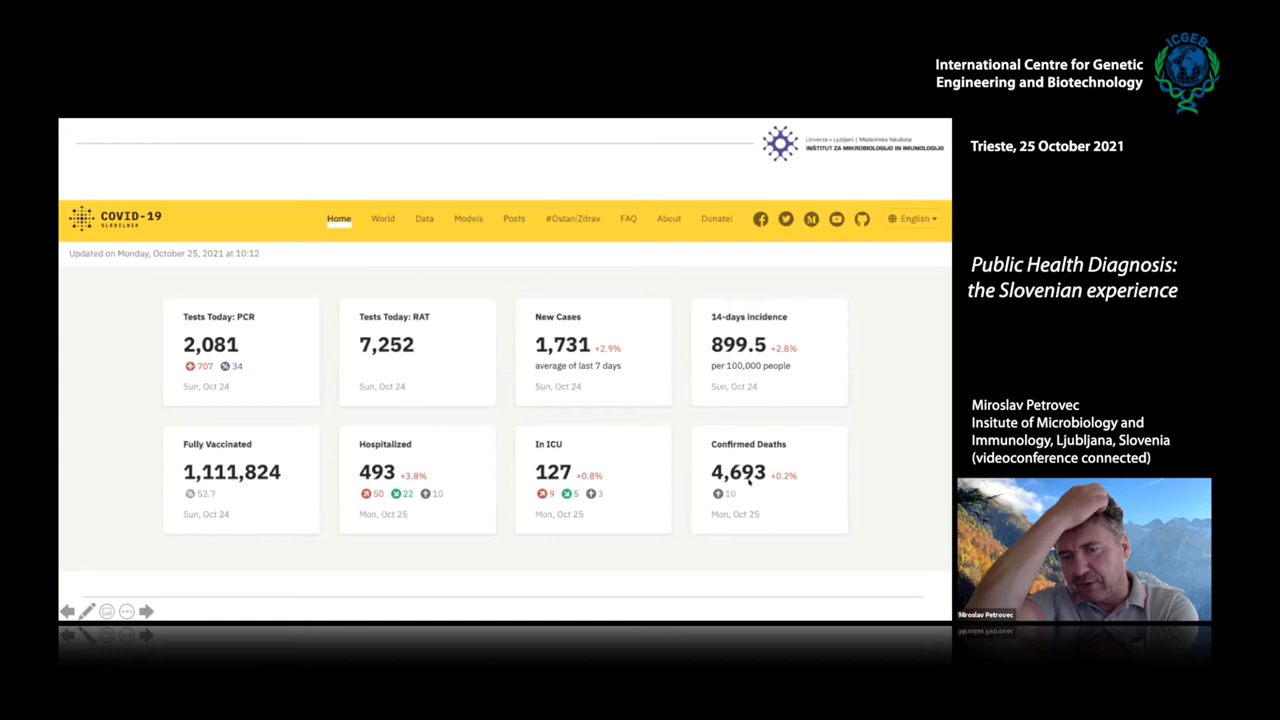 International Centre for Genetic
Engineering and Biotechnology
ICGEB
Trieste, 25 October 2021
Univerza v Ljubljani | Medicinska fakulteta
INŠTITUT ZA MIKROBIOLOGIJO IN IMUNOLOGIJO
COVID-19
SLEDILNIK
Home
World
Data
Models
Posts
#OstaniZdrav
FAQ
About
Donate!
English
Updated on Monday, October 25, 2021 at 10:12
Tests Today: PCR
2,081
707 34
Sun, Oct 24
Tests Today: RAT
7,252
Sun, Oct 24
New Cases
1,731 +2.9%
average of last 7 days
Sun, Oct 24
14-days incidence
899.5 +2.8%
per 100,000 people
Sun, Oct 24
Fully Vaccinated
1,111,824
52.7
Sun, Oct 24
Hospitalized
493 +3.8%
50 22 10
Mon, Oct 25
In ICU
127 +0.8%
9 5 3
Mon, Oct 25
Confirmed Deaths
4,693 +0.2%
10
Mon, Oct 25
Public Health Diagnosis:
the Slovenian experience
Miroslav Petrovec
Insitute of Microbiology and
Immunology, Ljubljana, Slovenia
(videoconference connected)
Miroslav Petrovec